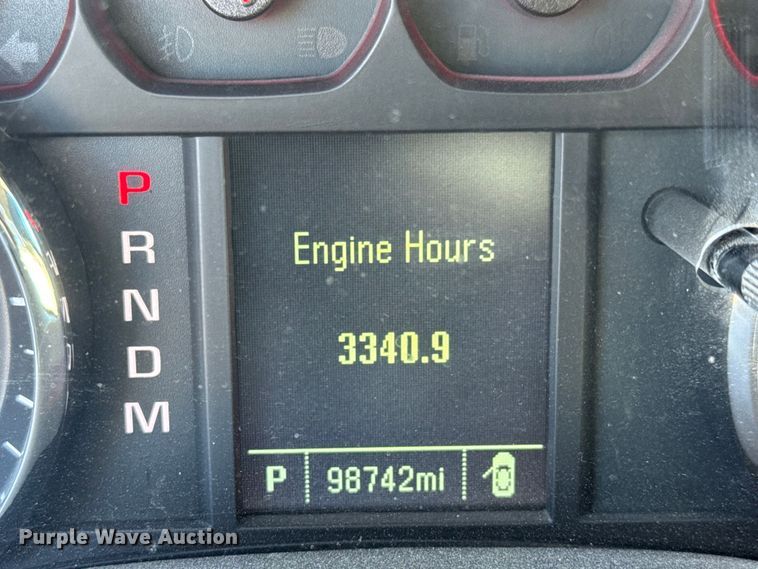 P
R
N
D
M
Engine Hours
3340.9
P 98742mi
Purple Wave Auction